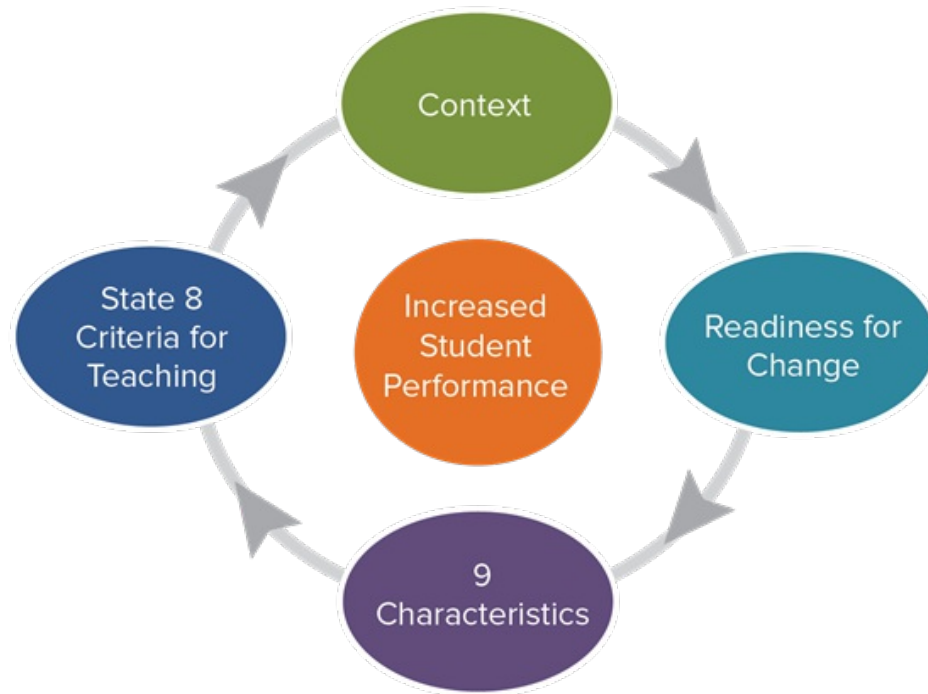 Context
Readiness for
Change
9
Characteristics
State 8
Criteria for
Teaching
Increased
Student
Performance